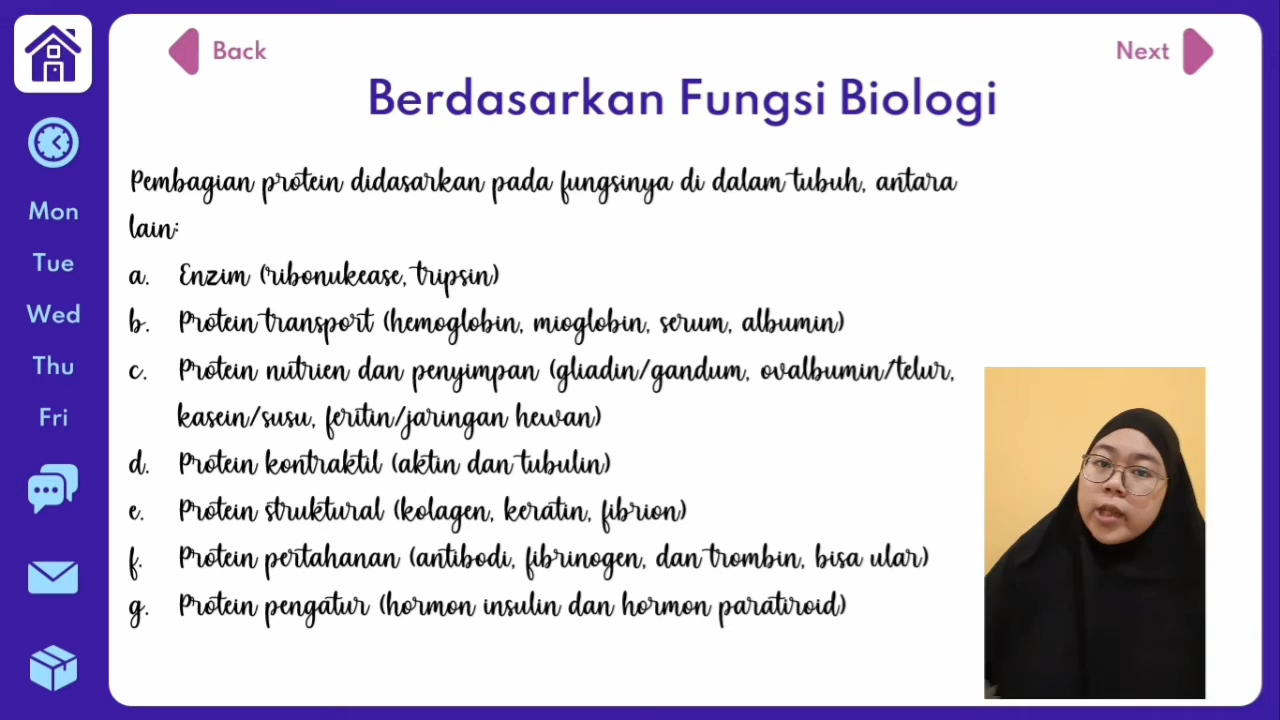 Back
Next
Berdasarkan Fungsi Biologi
Mon
Tue
Wed
Thu
Fri
Pembagian protein didasarkan pada fungsinya di dalam tubuh, antara
lain:
a. Enzim (ribonukease, tripsin)
b. Protein transport (hemoglobin, mioglobin, serum, albumin)
c. Protein nutrien dan penyimpan (gliadin/gandum, ovalbumin/telur,
kasein/susu, feritin/jaringan hewan)
d. Protein kontraktil (aktin dan tubulin)
e. Protein struktural (kolagen, keratin, fibrion)
f. Protein pertahanan (antibodi, fibrinogen, dan trombin, bisa ular)
g. Protein pengatur (hormon insulin dan hormon paratiroid)